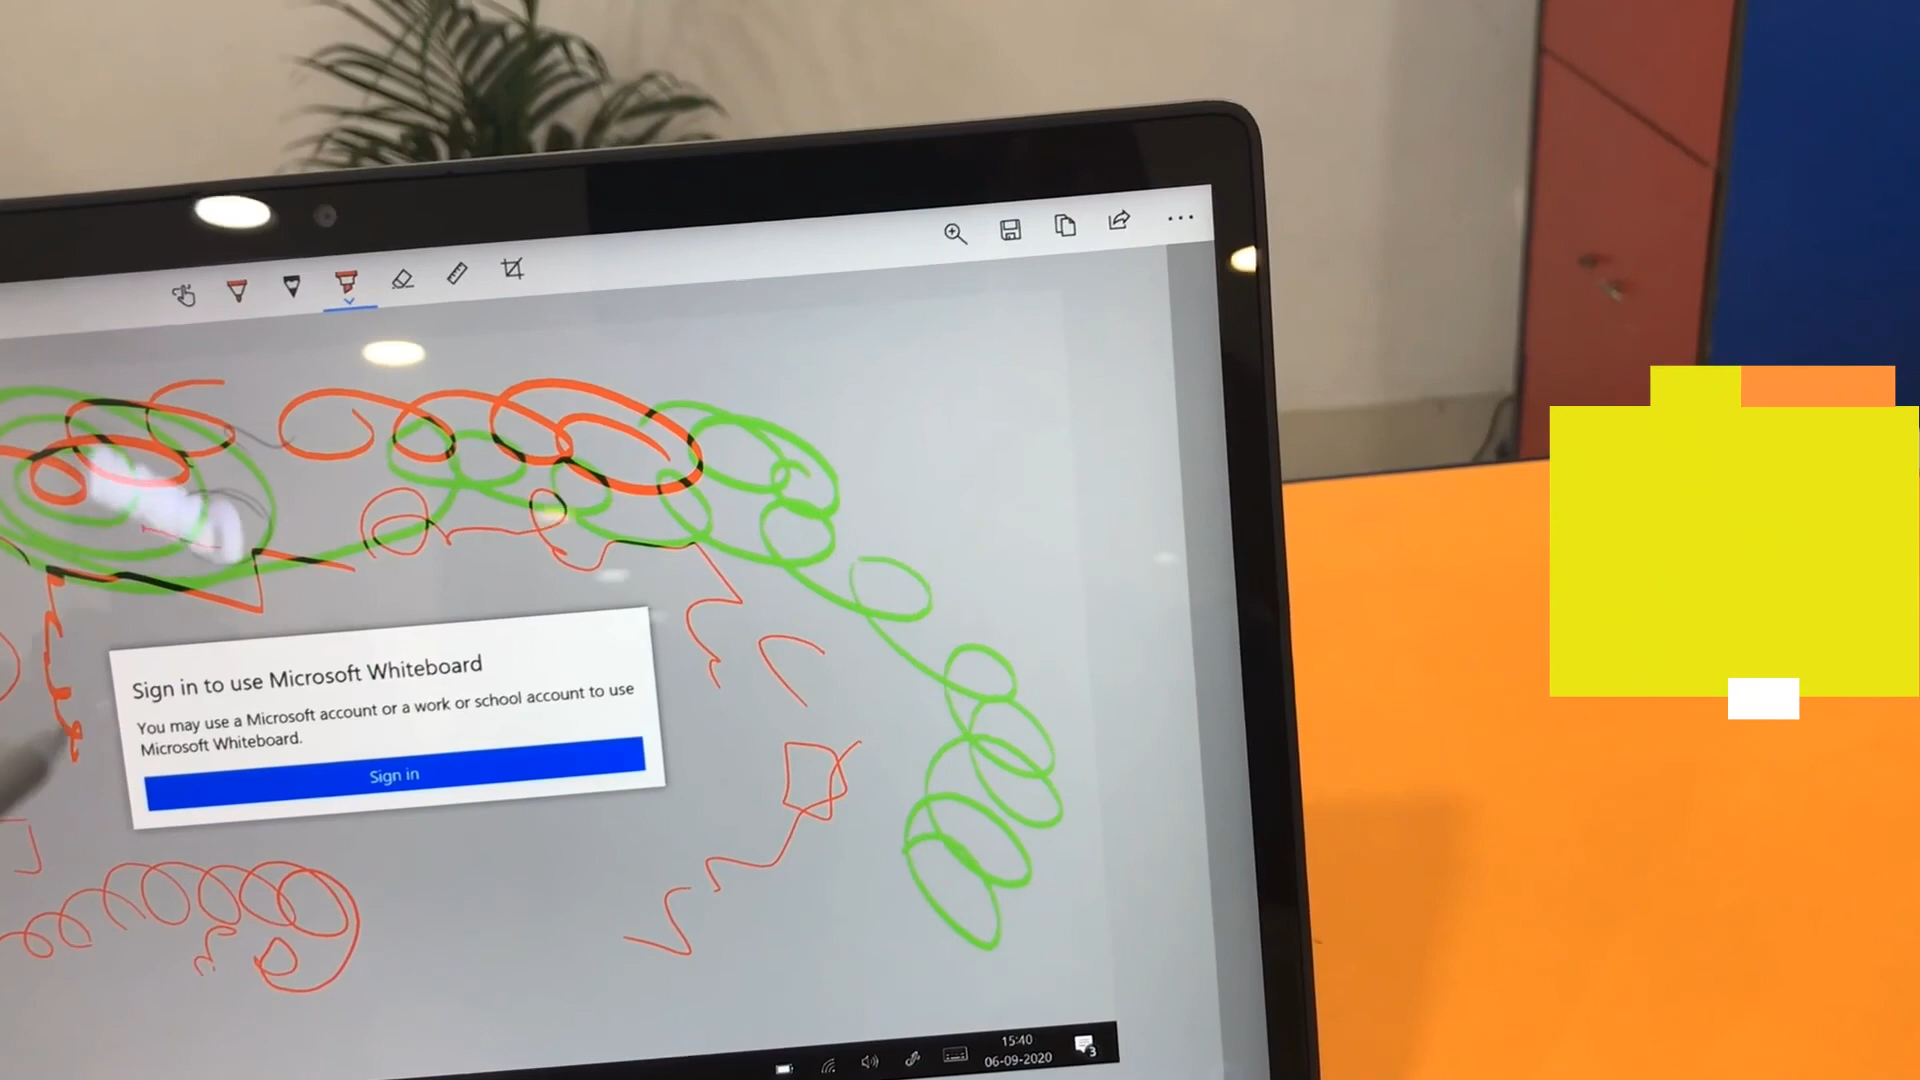 Sign in to use Microsoft Whiteboard
You may use a Microsoft account or a work or school account to use
Microsoft Whiteboard.
Sign in
15:40
06-09-2020
3